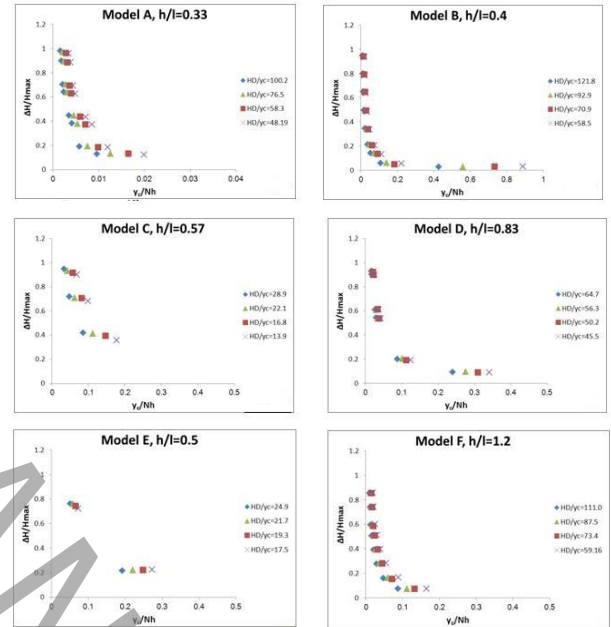 Model A, h/l=0.33
ΔH/Hmax
1.2
1
0.8
0.6
0.4
0.2
0
0
0.01
0.02
0.03
0.04
yc/Nh
HD/yc=100.2
HD/yc=76.5
HD/yc=58.3
HD/yc=48.19
Model B, h/l=0.4
ΔH/Hmax
1.2
1
0.8
0.6
0.4
0.2
0
0
0.2
0.4
0.6
0.8
1
yc/Nh
HD/yc=121.8
HD/yc=92.9
HD/yc=70.9
HD/yc=58.5
Model C, h/l=0.57
ΔH/Hmax
1.2
1
0.8
0.6
0.4
0.2
0
0
0.1
0.2
0.3
0.4
0.5
yc/Nh
HD/yc=28.9
HD/yc=22.1
HD/yc=16.8
HD/yc=13.9
Model D, h/l=0.83
ΔH/Hmax
1.2
1
0.8
0.6
0.4
0.2
0
0
0.1
0.2
0.3
0.4
0.5
yc/Nh
HD/yc=64.7
HD/yc=56.3
HD/yc=50.2
HD/yc=45.5
Model E, h/l=0.5
ΔH/Hmax
1.2
1
0.8
0.6
0.4
0.2
0
0
0.1
0.2
0.3
0.4
0.5
yc/Nh
HD/yc=24.9
HD/yc=21.7
HD/yc=19.3
HD/yc=17.5
Model F, h/l=1.2
ΔH/Hmax
1.2
1
0.8
0.6
0.4
0.2
0
0
0.1
0.2
0.3
0.4
0.5
yc/Nh
HD/yc=111.0
HD/yc=87.5
HD/yc=73.4
HD/yc=59.16